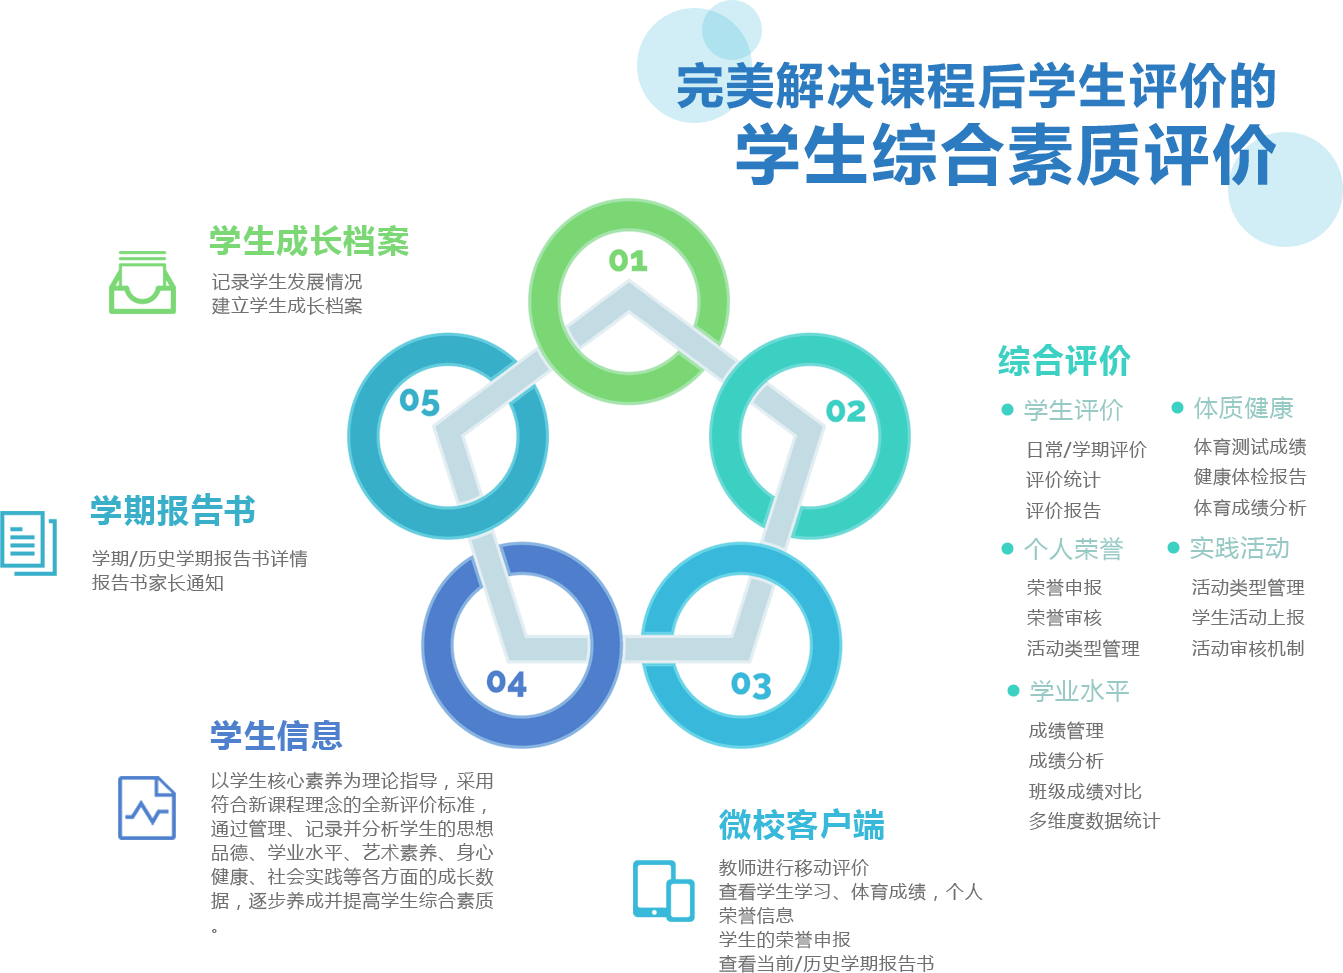 完美解决课程后学生评价的
学生综合素质评价
01
02
03
04
05
学生成长档案
记录学生发展情况
建立学生成长档案
综合评价
学生评价
日常/学期评价
评价统计
评价报告
体质健康
体育测试成绩
健康体检报告
体育成绩分析
个人荣誉
荣誉申报
荣誉审核
活动类型管理
实践活动
活动类型管理
学生活动上报
活动审核机制
学业水平
成绩管理
成绩分析
班级成绩对比
多维度数据统计
微校客户端
教师进行移动评价
查看学生学习、体育成绩，个人
荣誉信息
学生的荣誉申报
查看当前/历史学期报告书
学生信息
以学生核心素养为理论指导，采用
符合新课程理念的全新评价标准，
通过管理、记录并分析学生的思想
品德、学业水平、艺术素养、身心
健康、社会实践等各方面的成长数
据，逐步养成并提高学生综合素质
。
学期报告书
学期/历史学期报告书详情
报告书家长通知